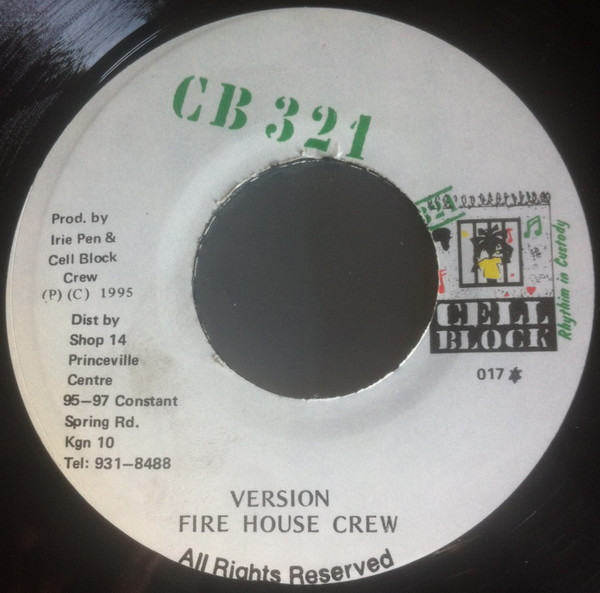 CB 321
Prod. by
Irie Pen &
Cell Block
Crew
(P) (C) 1995
Dist by
Shop 14
Princeville
Centre
95-97 Constant
Spring Rd.
Kgn 10
Tel: 931-8488
CELL
BLOCK
Rhythim in Custody
017
VERSION
FIRE HOUSE CREW
All Rights Reserved